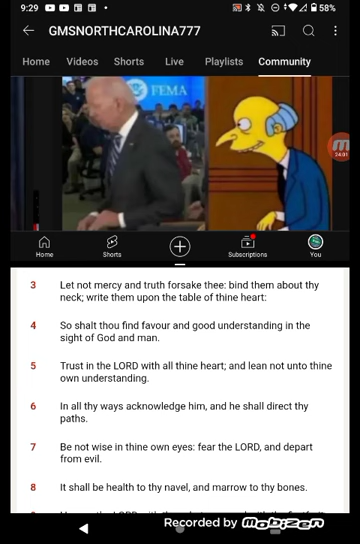 9:29
58%
GMSNORTHCAROLINA777
Home Videos Shorts Live Playlists Community
FEMA
24:01
Home Shorts Subscriptions You
3 Let not mercy and truth forsake thee: bind them about thy
neck; write them upon the table of thine heart:
4 So shalt thou find favour and good understanding in the
sight of God and man.
5 Trust in the LORD with all thine heart; and lean not unto thine
own understanding.
6 In all thy ways acknowledge him, and he shall direct thy
paths.
7 Be not wise in thine own eyes: fear the LORD, and depart
from evil.
8 It shall be health to thy navel, and marrow to thy bones.
Recorded by mobizen